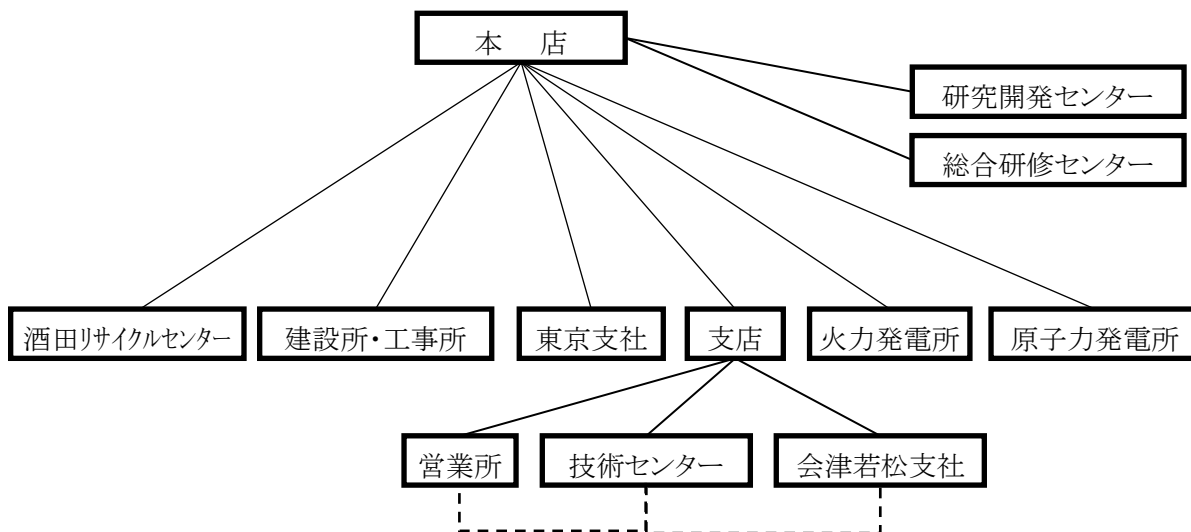 本　店
研究開発センター
総合研修センター
酒田リサイクルセンター
建設所・工事所
東京支社
支店
火力発電所
原子力発電所
営業所
技術センター
会津若松支社